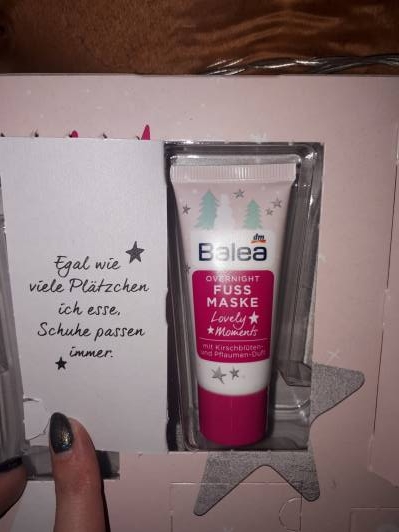 Egal wie
viele Plätzchen
ich esse,
Schuhe passen
immer.
dm
Balea
OVERNIGHT
FUSS
MASKE
Lovely
Moments
mit Kirschblüten-
und Pflaumen-Duft